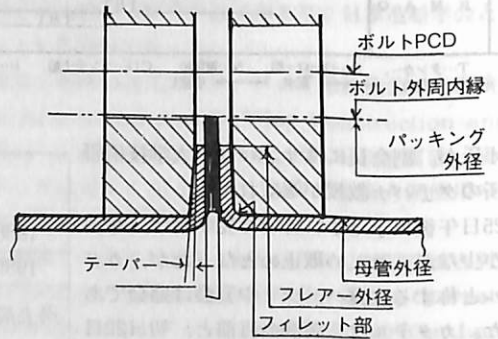 ボルトPCD
ボルト外周内縁
パッキング
外径
テーパー
母管外径
フレアー外径
フィレット部